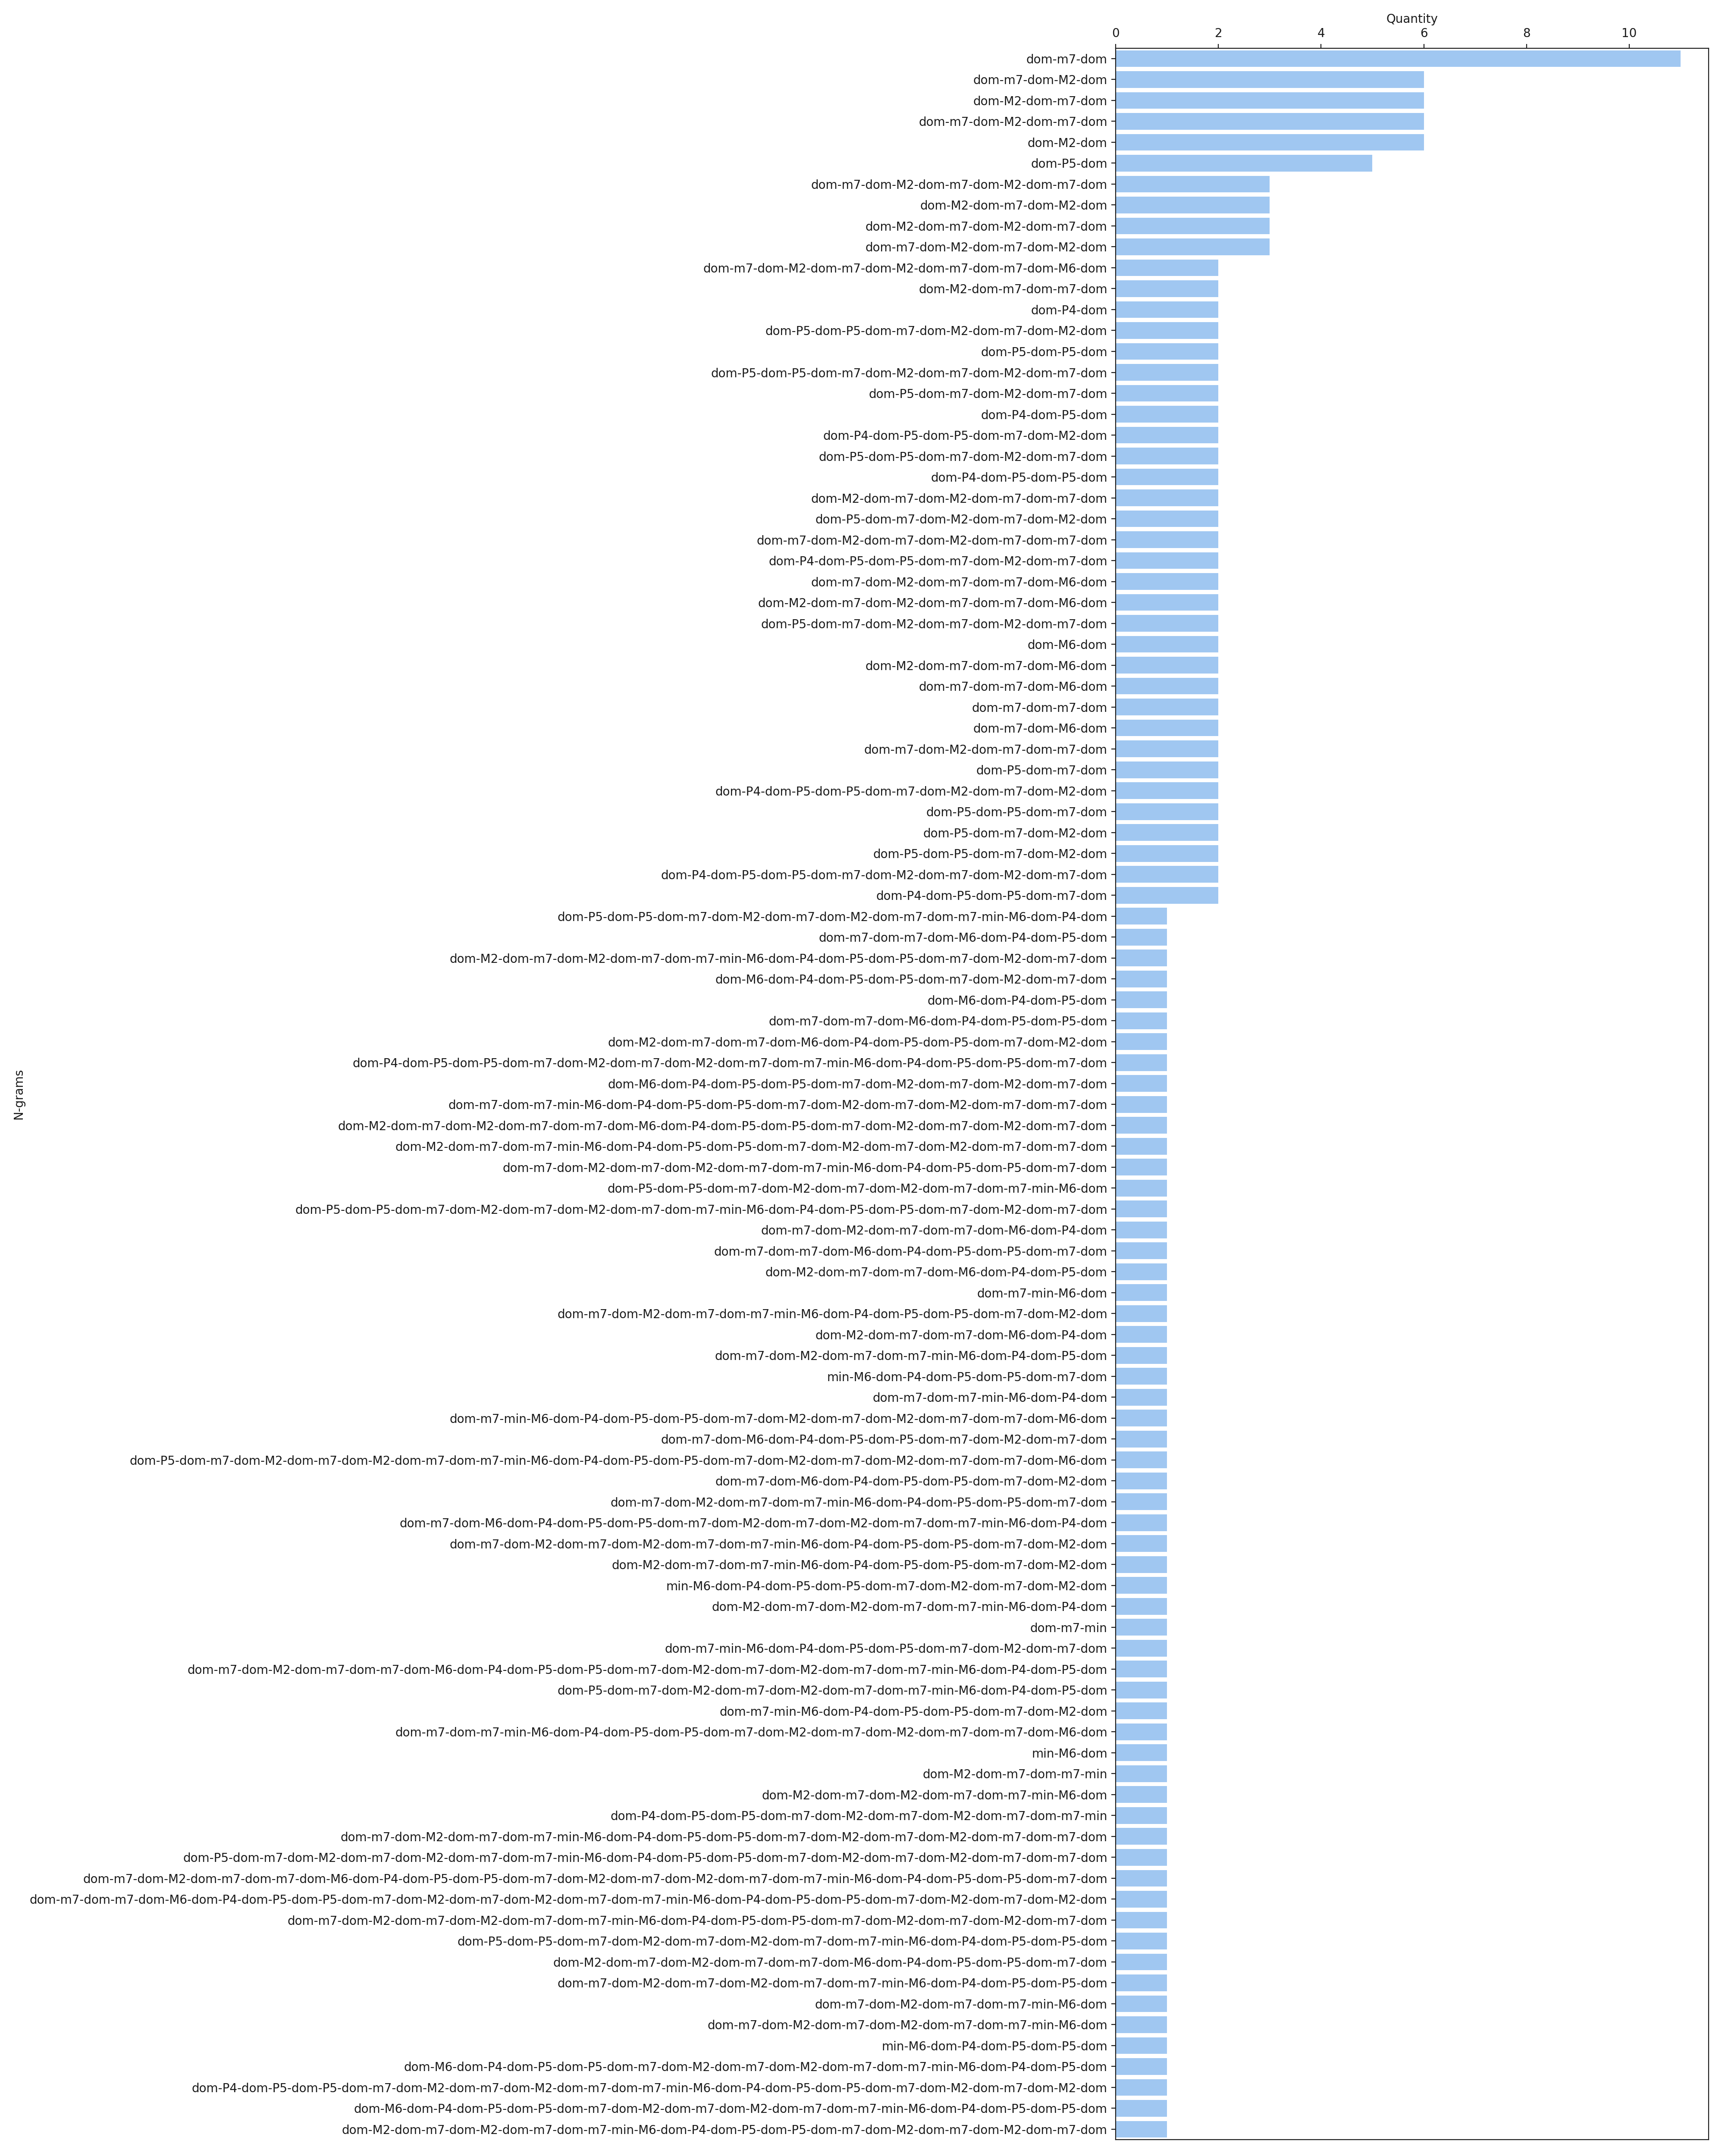 Quantity
0 2 4 6 8 10
dom-m7-dom
dom-m7-dom-M2-dom
dom-M2-dom-m7-dom
dom-m7-dom-M2-dom-m7-dom
dom-M2-dom
dom-P5-dom
dom-m7-dom-M2-dom-m7-dom-M2-dom-m7-dom
dom-M2-dom-m7-dom-M2-dom
dom-M2-dom-m7-dom-M2-dom-m7-dom
dom-m7-dom-M2-dom-m7-dom-M2-dom
dom-m7-dom-M2-dom-m7-dom-M2-dom-m7-dom-m7-dom-M6-dom
dom-M2-dom-m7-dom-m7-dom
dom-P4-dom
dom-P5-dom-P5-dom-m7-dom-M2-dom-m7-dom-M2-dom
dom-P5-dom-P5-dom
dom-P5-dom-P5-dom-m7-dom-M2-dom-m7-dom-M2-dom-m7-dom
dom-P5-dom-m7-dom-M2-dom-m7-dom
dom-P4-dom-P5-dom
dom-P4-dom-P5-dom-P5-dom-m7-dom-M2-dom
dom-P5-dom-P5-dom-m7-dom-M2-dom-m7-dom
dom-P4-dom-P5-dom-P5-dom
dom-M2-dom-m7-dom-M2-dom-m7-dom-m7-dom
dom-P5-dom-m7-dom-M2-dom-m7-dom-M2-dom
dom-m7-dom-M2-dom-m7-dom-M2-dom-m7-dom-m7-dom
dom-P4-dom-P5-dom-P5-dom-m7-dom-M2-dom-m7-dom
dom-m7-dom-M2-dom-m7-dom-m7-dom-M6-dom
dom-M2-dom-m7-dom-M2-dom-m7-dom-m7-dom-M6-dom
dom-P5-dom-m7-dom-M2-dom-m7-dom-M2-dom-m7-dom
dom-M6-dom
dom-M2-dom-m7-dom-m7-dom-M6-dom
dom-m7-dom-m7-dom-M6-dom
dom-m7-dom-m7-dom
dom-m7-dom-M6-dom
dom-m7-dom-M2-dom-m7-dom-m7-dom
dom-P5-dom-m7-dom
dom-P4-dom-P5-dom-P5-dom-m7-dom-M2-dom-m7-dom-M2-dom
dom-P5-dom-P5-dom-m7-dom
dom-P5-dom-m7-dom-M2-dom
dom-P5-dom-P5-dom-m7-dom-M2-dom
dom-P4-dom-P5-dom-P5-dom-m7-dom-M2-dom-m7-dom-M2-dom-m7-dom
dom-P4-dom-P5-dom-P5-dom-m7-dom
dom-P5-dom-P5-dom-m7-dom-M2-dom-m7-dom-M2-dom-m7-dom-m7-min-M6-dom-P4-dom
dom-m7-dom-m7-dom-M6-dom-P4-dom-P5-dom
dom-M2-dom-m7-dom-M2-dom-m7-dom-m7-min-M6-dom-P4-dom-P5-dom-P5-dom-m7-dom-M2-dom-m7-dom
dom-M6-dom-P4-dom-P5-dom-P5-dom-m7-dom-M2-dom-m7-dom
dom-M6-dom-P4-dom-P5-dom
dom-m7-dom-m7-dom-M6-dom-P4-dom-P5-dom-P5-dom
dom-M2-dom-m7-dom-m7-dom-M6-dom-P4-dom-P5-dom-P5-dom-m7-dom-M2-dom
dom-P4-dom-P5-dom-P5-dom-m7-dom-M2-dom-m7-dom-M2-dom-m7-dom-m7-min-M6-dom-P4-dom-P5-dom-P5-dom-m7-dom
dom-M6-dom-P4-dom-P5-dom-P5-dom-m7-dom-M2-dom-m7-dom-M2-dom-m7-dom
dom-m7-dom-m7-min-M6-dom-P4-dom-P5-dom-P5-dom-m7-dom-M2-dom-m7-dom-M2-dom-m7-dom-m7-dom
dom-M2-dom-m7-dom-M2-dom-m7-dom-m7-dom-M6-dom-P4-dom-P5-dom-P5-dom-m7-dom-M2-dom-m7-dom-M2-dom-m7-dom
dom-M2-dom-m7-dom-m7-min-M6-dom-P4-dom-P5-dom-P5-dom-m7-dom-M2-dom-m7-dom-M2-dom-m7-dom-m7-dom
dom-m7-dom-M2-dom-m7-dom-M2-dom-m7-dom-m7-min-M6-dom-P4-dom-P5-dom-P5-dom-m7-dom
dom-P5-dom-P5-dom-m7-dom-M2-dom-m7-dom-M2-dom-m7-dom-m7-min-M6-dom
dom-P5-dom-P5-dom-m7-dom-M2-dom-m7-dom-M2-dom-m7-dom-m7-min-M6-dom-P4-dom-P5-dom-P5-dom-m7-dom-M2-dom-m7-dom
dom-m7-dom-M2-dom-m7-dom-m7-dom-M6-dom-P4-dom
dom-m7-dom-m7-dom-M6-dom-P4-dom-P5-dom-P5-dom-m7-dom
dom-M2-dom-m7-dom-m7-dom-M6-dom-P4-dom-P5-dom
dom-m7-min-M6-dom
dom-m7-dom-M2-dom-m7-dom-m7-min-M6-dom-P4-dom-P5-dom-P5-dom-m7-dom-M2-dom
dom-M2-dom-m7-dom-m7-dom-M6-dom-P4-dom
dom-m7-dom-M2-dom-m7-dom-m7-min-M6-dom-P4-dom-P5-dom
min-M6-dom-P4-dom-P5-dom-P5-dom-m7-dom
dom-m7-dom-m7-min-M6-dom-P4-dom
dom-m7-min-M6-dom-P4-dom-P5-dom-P5-dom-m7-dom-M2-dom-m7-dom-M2-dom-m7-dom-m7-dom-M6-dom
dom-m7-dom-M6-dom-P4-dom-P5-dom-P5-dom-m7-dom-M2-dom-m7-dom
dom-P5-dom-m7-dom-M2-dom-m7-dom-M2-dom-m7-dom-m7-min-M6-dom-P4-dom-P5-dom-P5-dom-m7-dom-M2-dom-m7-dom-M2-dom-m7-dom-m7-dom-M6-dom
dom-m7-dom-M6-dom-P4-dom-P5-dom-P5-dom-m7-dom-M2-dom
dom-m7-dom-M2-dom-m7-dom-m7-min-M6-dom-P4-dom-P5-dom-P5-dom-m7-dom
dom-m7-dom-M6-dom-P4-dom-P5-dom-P5-dom-m7-dom-M2-dom-m7-dom-M2-dom-m7-dom-m7-min-M6-dom-P4-dom
dom-m7-dom-M2-dom-m7-dom-M2-dom-m7-dom-m7-min-M6-dom-P4-dom-P5-dom-P5-dom-m7-dom-M2-dom
dom-M2-dom-m7-dom-m7-min-M6-dom-P4-dom-P5-dom-P5-dom-m7-dom-M2-dom
min-M6-dom-P4-dom-P5-dom-P5-dom-m7-dom-M2-dom-m7-dom-M2-dom
dom-M2-dom-m7-dom-M2-dom-m7-dom-m7-min-M6-dom-P4-dom
dom-m7-min
dom-m7-min-M6-dom-P4-dom-P5-dom-P5-dom-m7-dom-M2-dom-m7-dom
dom-m7-dom-M2-dom-m7-dom-m7-dom-M6-dom-P4-dom-P5-dom-P5-dom-m7-dom-M2-dom-m7-dom-M2-dom-m7-dom-m7-min-M6-dom-P4-dom-P5-dom
dom-P5-dom-m7-dom-M2-dom-m7-dom-M2-dom-m7-dom-m7-min-M6-dom-P4-dom-P5-dom
dom-m7-min-M6-dom-P4-dom-P5-dom-P5-dom-m7-dom-M2-dom
dom-m7-dom-m7-min-M6-dom-P4-dom-P5-dom-P5-dom-m7-dom-M2-dom-m7-dom-M2-dom-m7-dom-m7-dom-M6-dom
min-M6-dom
dom-M2-dom-m7-dom-m7-min
dom-M2-dom-m7-dom-M2-dom-m7-dom-m7-min-M6-dom
dom-P4-dom-P5-dom-P5-dom-m7-dom-M2-dom-m7-dom-M2-dom-m7-dom-m7-min
dom-m7-dom-M2-dom-m7-dom-m7-min-M6-dom-P4-dom-P5-dom-P5-dom-m7-dom-M2-dom-m7-dom-M2-dom-m7-dom-m7-dom
dom-P5-dom-m7-dom-M2-dom-m7-dom-M2-dom-m7-dom-m7-min-M6-dom-P4-dom-P5-dom-P5-dom-m7-dom-M2-dom-m7-dom-M2-dom-m7-dom-m7-dom
dom-m7-dom-M2-dom-m7-dom-m7-dom-M6-dom-P4-dom-P5-dom-P5-dom-m7-dom-M2-dom-m7-dom-M2-dom-m7-dom-m7-min-M6-dom-P4-dom-P5-dom-P5-dom-m7-dom
dom-m7-dom-m7-dom-M6-dom-P4-dom-P5-dom-P5-dom-m7-dom-M2-dom-m7-dom-M2-dom-m7-dom-m7-min-M6-dom-P4-dom-P5-dom-P5-dom-m7-dom-M2-dom-m7-dom-M2-dom
dom-m7-dom-M2-dom-m7-dom-M2-dom-m7-dom-m7-min-M6-dom-P4-dom-P5-dom-P5-dom-m7-dom-M2-dom-m7-dom-M2-dom-m7-dom
dom-P5-dom-P5-dom-m7-dom-M2-dom-m7-dom-M2-dom-m7-dom-m7-min-M6-dom-P4-dom-P5-dom-P5-dom
dom-M2-dom-m7-dom-M2-dom-m7-dom-m7-dom-M6-dom-P4-dom-P5-dom-P5-dom-m7-dom
dom-m7-dom-M2-dom-m7-dom-M2-dom-m7-dom-m7-min-M6-dom-P4-dom-P5-dom-P5-dom
dom-m7-dom-M2-dom-m7-dom-m7-min-M6-dom
dom-m7-dom-M2-dom-m7-dom-M2-dom-m7-dom-m7-min-M6-dom
min-M6-dom-P4-dom-P5-dom-P5-dom
dom-M6-dom-P4-dom-P5-dom-P5-dom-m7-dom-M2-dom-m7-dom-M2-dom-m7-dom-m7-min-M6-dom-P4-dom-P5-dom
dom-P4-dom-P5-dom-P5-dom-m7-dom-M2-dom-m7-dom-M2-dom-m7-dom-m7-min-M6-dom-P4-dom-P5-dom-P5-dom-m7-dom-M2-dom-m7-dom-M2-dom
dom-M6-dom-P4-dom-P5-dom-P5-dom-m7-dom-M2-dom-m7-dom-M2-dom-m7-dom-m7-min-M6-dom-P4-dom-P5-dom-P5-dom
dom-M2-dom-m7-dom-M2-dom-m7-dom-m7-min-M6-dom-P4-dom-P5-dom-P5-dom-m7-dom-M2-dom-m7-dom-M2-dom-m7-dom
N-grams